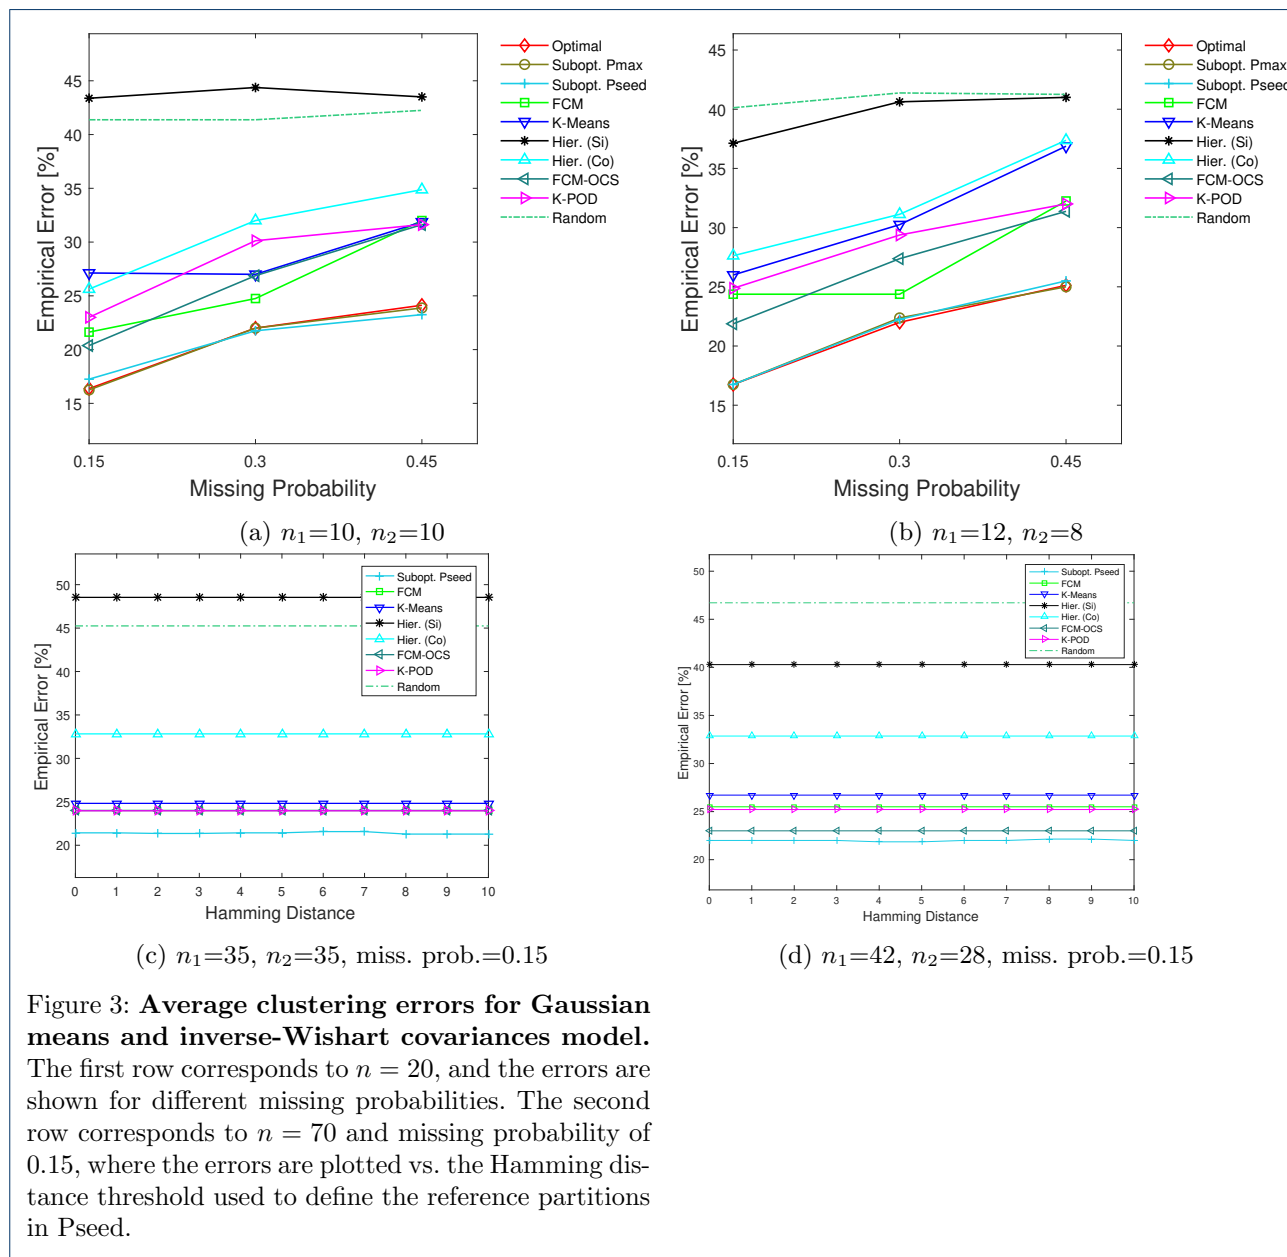 45
40
35
30
25
20
15
Empirical Error [%]
0.15
0.3
0.45
Missing Probability
Optimal
Subopt. Pmax
Subopt. Pseed
FCM
K-Means
Hier. (Si)
Hier. (Co)
FCM-OCS
K-POD
Random
(a) n₁=10, n₂=10
45
40
35
30
25
20
15
Empirical Error [%]
0.15
0.3
0.45
Missing Probability
Optimal
Subopt. Pmax
Subopt. Pseed
FCM
K-Means
Hier. (Si)
Hier. (Co)
FCM-OCS
K-POD
Random
(b) n₁=12, n₂=8
50
45
40
35
30
25
20
Empirical Error [%]
0 1 2 3 4 5 6 7 8 9 10
Hamming Distance
Subopt. Pseed
FCM
K-Means
Hier. (Si)
Hier. (Co)
FCM-OCS
K-POD
Random
(c) n₁=35, n₂=35, miss. prob.=0.15
50
45
40
35
30
25
20
Empirical Error [%]
0 1 2 3 4 5 6 7 8 9 10
Hamming Distance
Subopt. Pseed
FCM
K-Means
Hier. (Si)
Hier. (Co)
FCM-OCS
K-POD
Random
(d) n₁=42, n₂=28, miss. prob.=0.15
Figure 3: Average clustering errors for Gaussian
means and inverse-Wishart covariances model.
The first row corresponds to n = 20, and the errors are
shown for different missing probabilities. The second
row corresponds to n = 70 and missing probability of
0.15, where the errors are plotted vs. the Hamming dis-
tance threshold used to define the reference partitions
in Pseed.